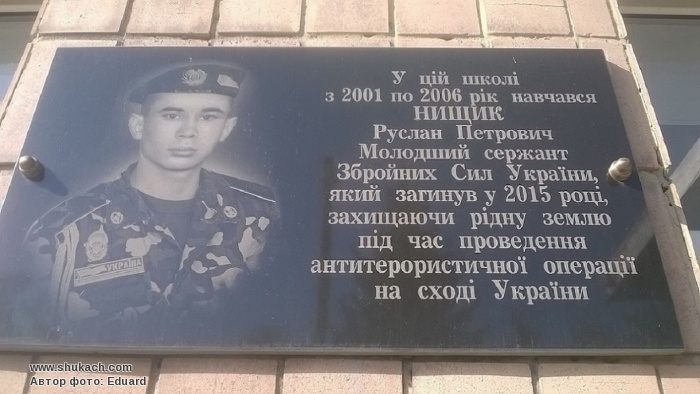 У цій школі
з 2001 по 2006 рік навчався
НИЩИК
Руслан Петрович
Молодший сержант
Збройних Сил України,
який загинув у 2015 році,
захищаючи рідну землю
під час проведення
антитерористичної операції
на сході України
УКРАЇНА
www.shukach.com
Автор фото: Eduard